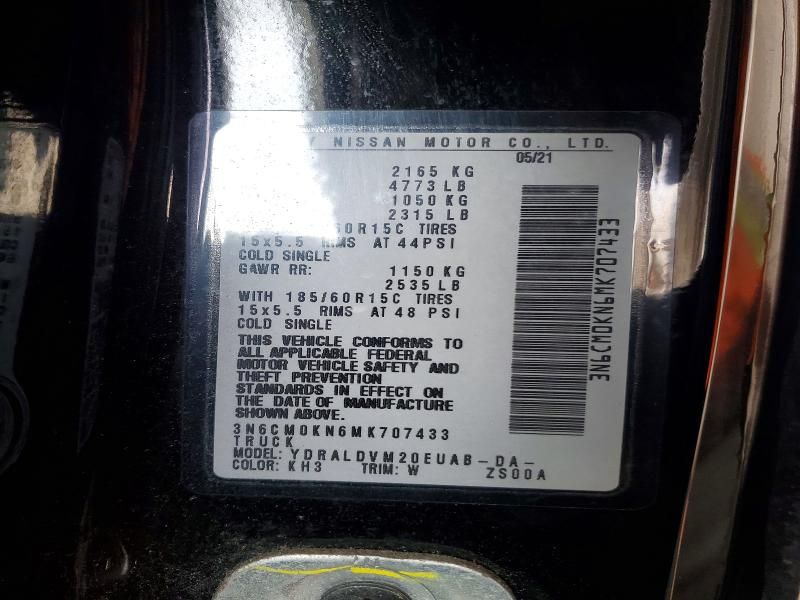 NISSAN MOTOR CO., LTD.
05/21
2165 KG
4773 LB
1050 KG
2315 LB
/60R15C TIRES
15x5.5 RIMS AT 44PSI
COLD SINGLE
GAWR RR: 1150 KG
2535 LB
WITH 185/60R15C TIRES
15x5.5 RIMS AT 48 PSI
COLD SINGLE
THIS VEHICLE CONFORMS TO
ALL APPLICABLE FEDERAL
MOTOR VEHICLE SAFETY AND
THEFT PREVENTION
STANDARDS IN EFFECT ON
THE DATE OF MANUFACTURE
SHOWN ABOVE.
3N6CM0KN6MK707433
TRUCK
MODEL: YDRALDVM20EUAB-DA-
COLOR: KH3 TRIM: W ZS00A
3N6CM0KN6MK707433